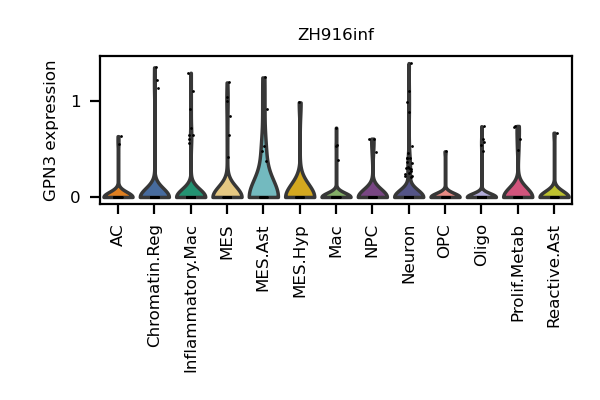 ZH916inf
GPN3 expression
1
0
AC
Chromatin.Reg
Inflammatory.Mac
MES
MES.Ast
MES.Hyp
Mac
NPC
Neuron
OPC
Oligo
Prolif.Metab
Reactive.Ast